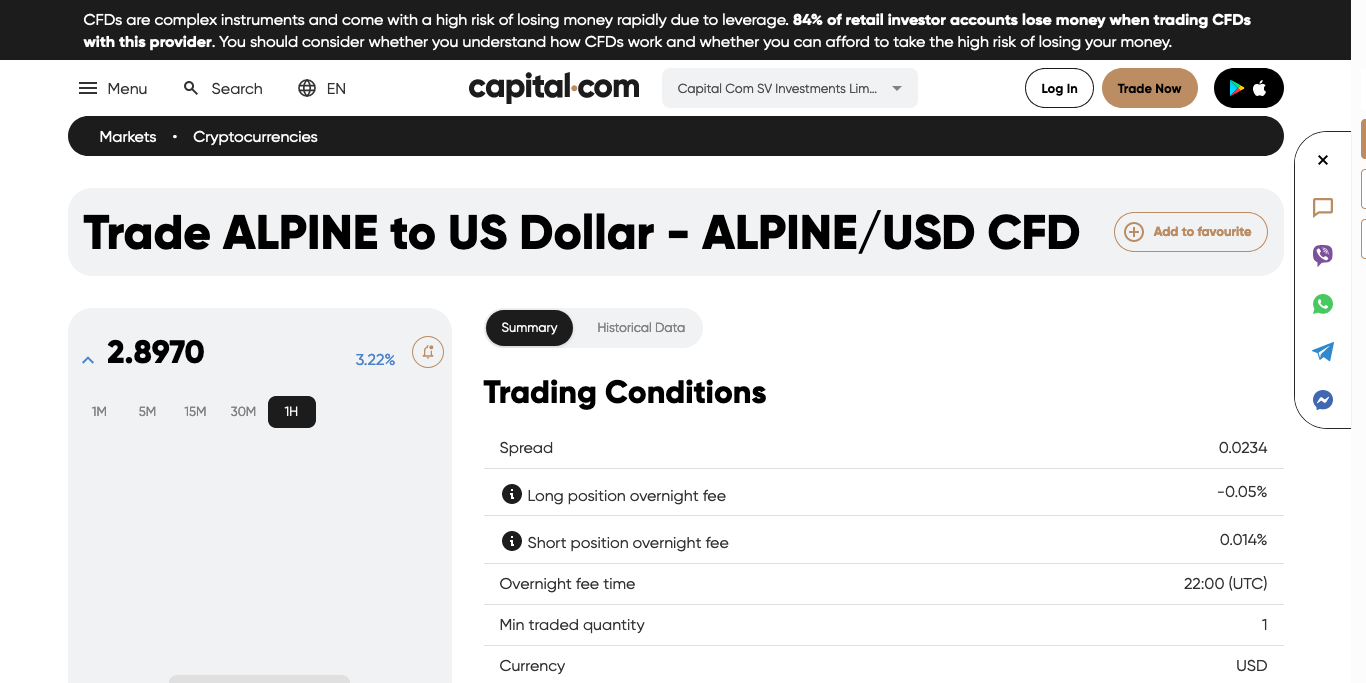 CFDs are complex instruments and come with a high risk of losing money rapidly due to leverage. 84% of retail investor accounts lose money when trading CFDs
with this provider. You should consider whether you understand how CFDs work and whether you can afford to take the high risk of losing your money.
Menu Search EN capital.com Capital Com SV Investments Lim... Log In Trade Now
Markets • Cryptocurrencies
Trade ALPINE to US Dollar - ALPINE/USD CFD Add to favourite
2.8970 3.22%
1M 5M 15M 30M 1H
Summary Historical Data
Trading Conditions
Spread 0.0234
Long position overnight fee -0.05%
Short position overnight fee 0.014%
Overnight fee time 22:00 (UTC)
Min traded quantity 1
Currency USD